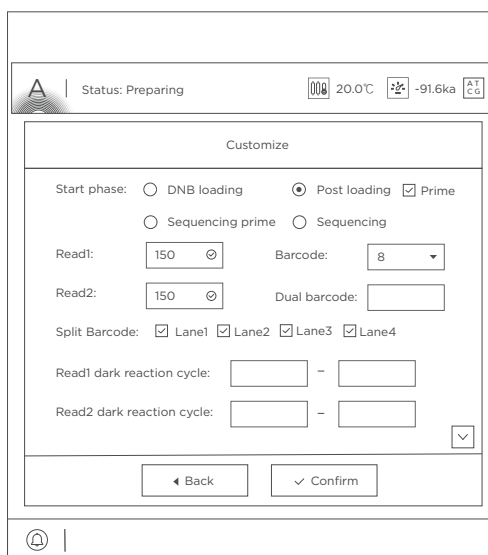 A | Status: Preparing 20.0℃ -91.6ka AT CG
Customize
Start phase: DNB loading Post loading Prime
Sequencing prime Sequencing
Read1: 150 Barcode: 8
Read2: 150 Dual barcode:
Split Barcode: Lane1 Lane2 Lane3 Lane4
Read1 dark reaction cycle: –
Read2 dark reaction cycle: –
Back Confirm